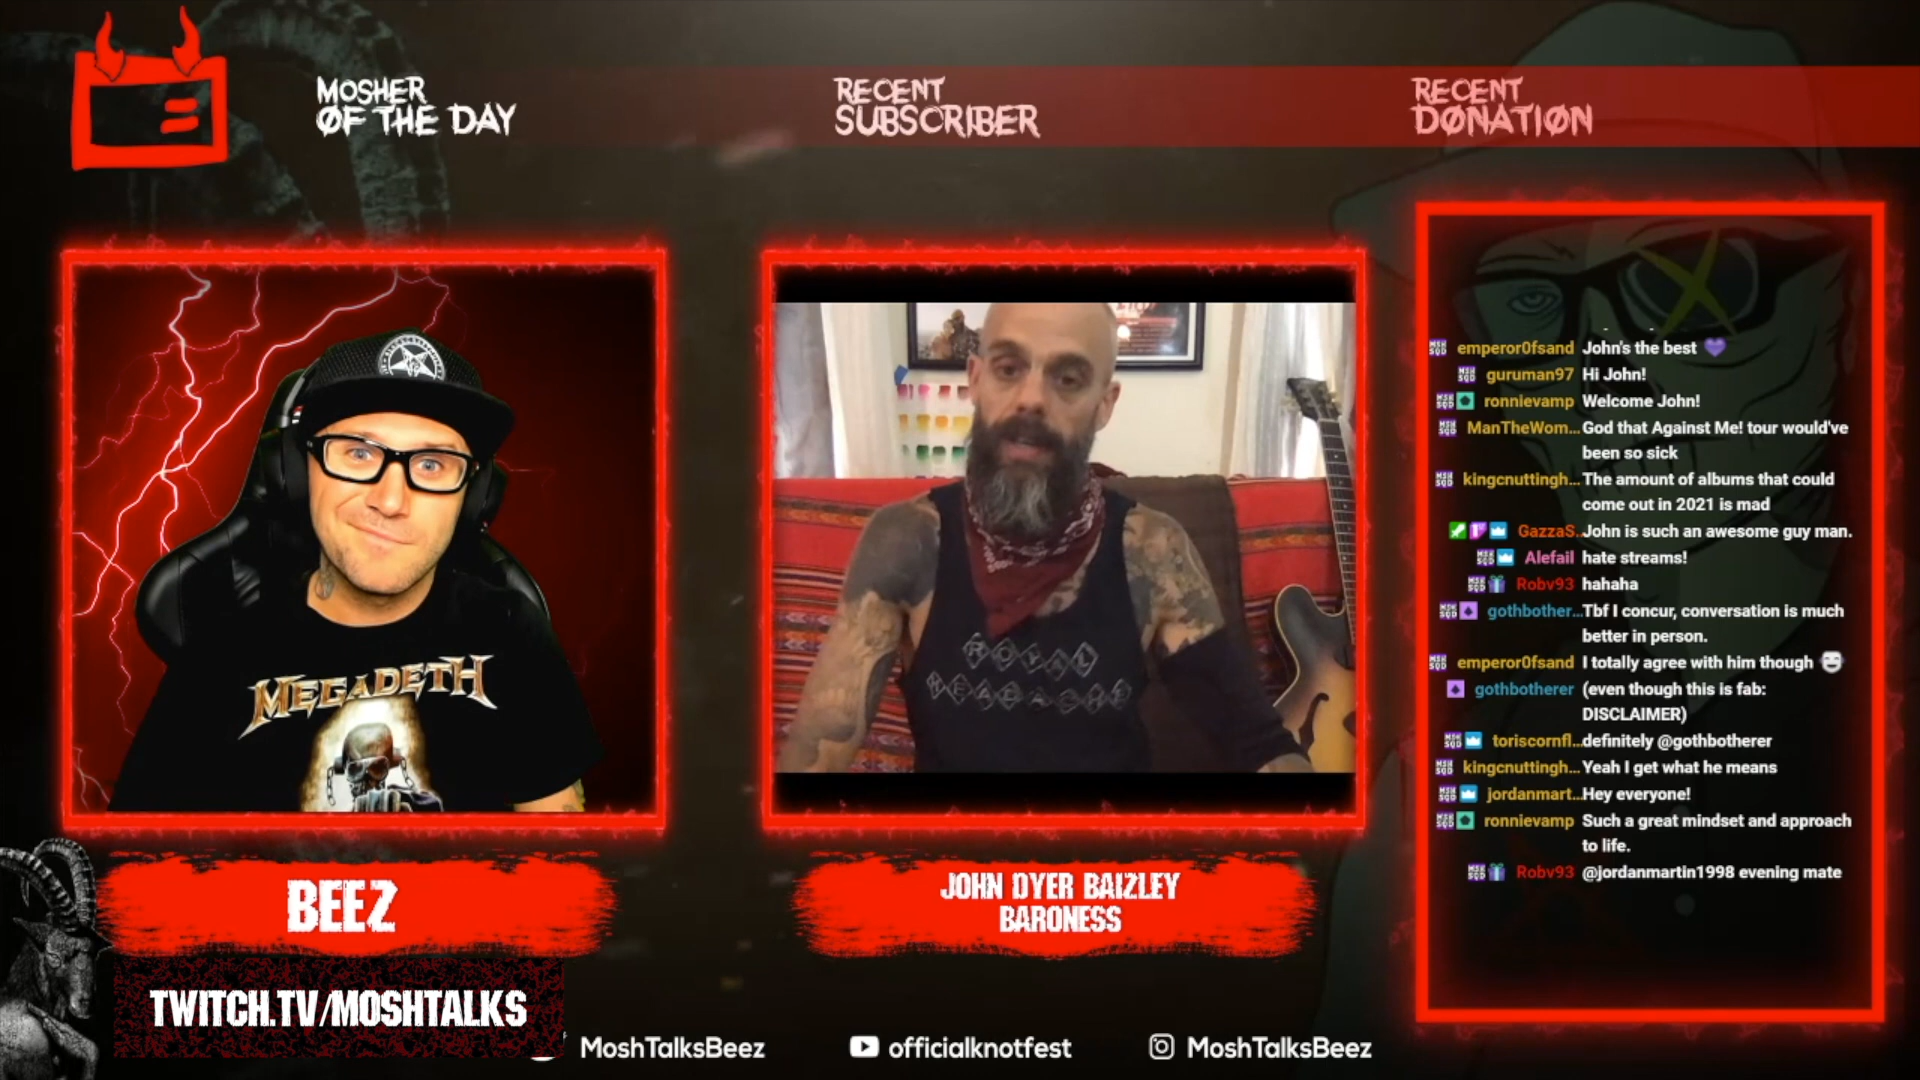 MOSHER
ØF THE DAY
RECENT
SUBSCRIBER
RECENT
DØNATIØN
MEGADETH
ROYAL
HEADACHE
emperor0fsand John's the best
guruman97 Hi John!
ronnievamp Welcome John!
ManTheWom... God that Against Me! tour would've
been so sick
kingcnuttingh... The amount of albums that could
come out in 2021 is mad
GazzaS... John is such an awesome guy man.
Alefail hate streams!
Robv93 hahaha
gothbother... Tbf I concur, conversation is much
better in person.
emperor0fsand I totally agree with him though
gothbotherer (even though this is fab:
DISCLAIMER)
toriscornfl... definitely @gothbotherer
kingcnuttingh... Yeah I get what he means
jordanmart... Hey everyone!
ronnievamp Such a great mindset and approach
to life.
Robv93 @jordanmartin1998 evening mate
BEEZ
JOHN DYER BAIZLEY
BARONESS
TWITCH.TV/MOSHTALKS
MoshTalksBeez
officialknotfest
MoshTalksBeez